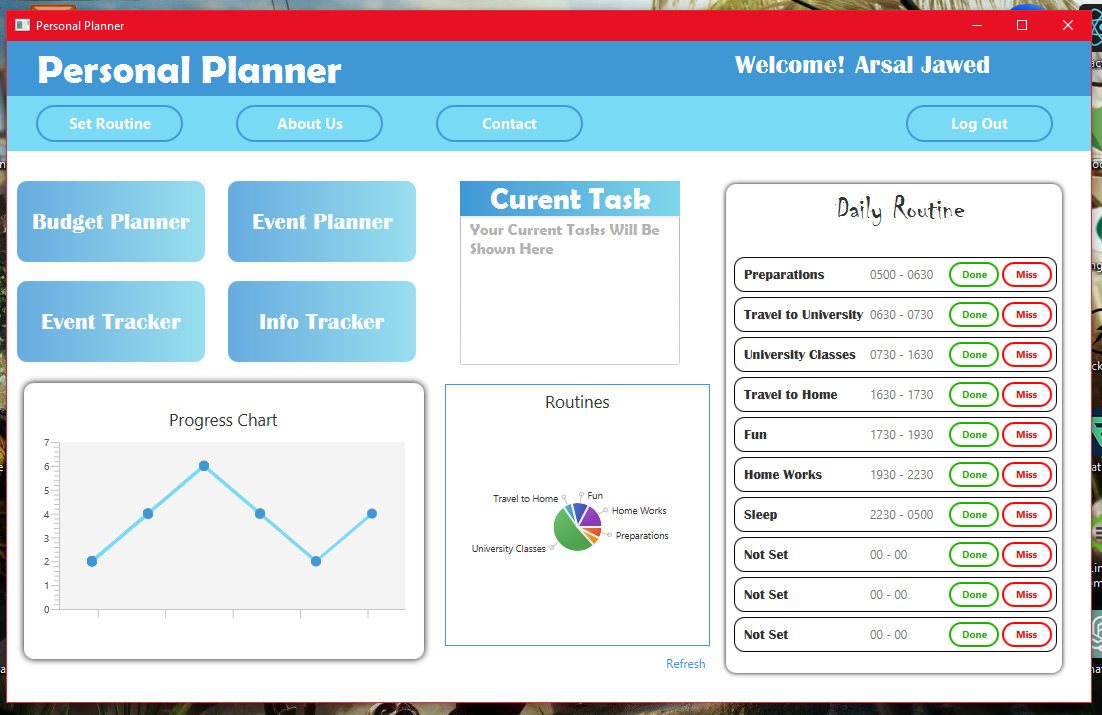 Personal Planner
Personal Planner
Welcome! Arsal Jawed
Set Routine
About Us
Contact
Log Out
Budget Planner
Event Planner
Event Tracker
Info Tracker
Curent Task
Your Current Tasks Will Be
Shown Here
Progress Chart
7
6
5
4
3
2
1
0
Routines
Travel to Home
Fun
Home Works
Preparations
University Classes
Refresh
Daily Routine
Preparations 0500 - 0630 Done Miss
Travel to University 0630 - 0730 Done Miss
University Classes 0730 - 1630 Done Miss
Travel to Home 1630 - 1730 Done Miss
Fun 1730 - 1930 Done Miss
Home Works 1930 - 2230 Done Miss
Sleep 2230 - 0500 Done Miss
Not Set 00 - 00 Done Miss
Not Set 00 - 00 Done Miss
Not Set 00 - 00 Done Miss